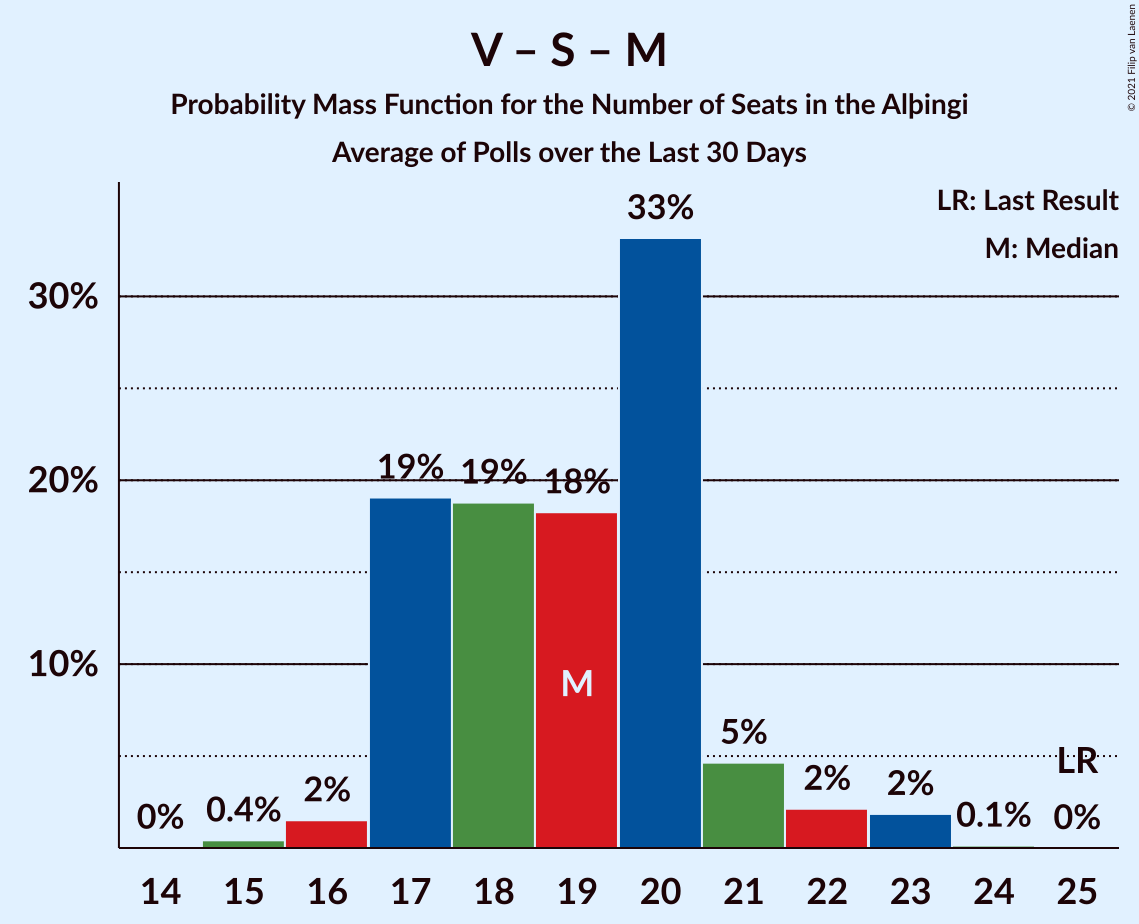 V – S – M
Probability Mass Function for the Number of Seats in the Alþingi
Average of Polls over the Last 30 Days
© 2021 Filip van Laenen
LR: Last Result
M: Median
30%
20%
10%
0%
0.4%
2%
19%
19%
18%
33%
5%
2%
2%
0.1%
0%
LR
M
14 15 16 17 18 19 20 21 22 23 24 25